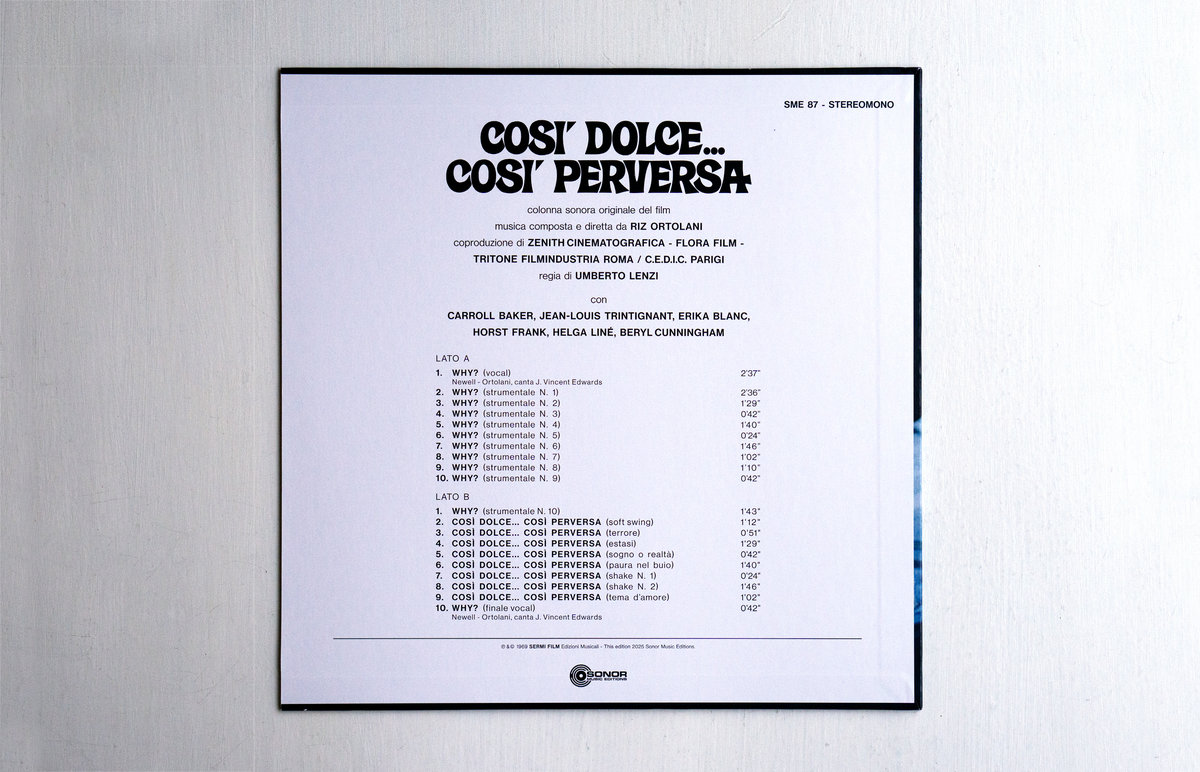 SME 87 - STEREOMONO
COSI' DOLCE...
COSI' PERVERSA
colonna sonora originale del film
musica composta e diretta da RIZ ORTOLANI
coproduzione di ZENITH CINEMATOGRAFICA - FLORA FILM -
TRITONE FILMINDUSTRIA ROMA / C.E.D.I.C. PARIGI
regia di UMBERTO LENZI
con
CARROLL BAKER, JEAN-LOUIS TRINTIGNANT, ERIKA BLANC,
HORST FRANK, HELGA LINÉ, BERYL CUNNINGHAM
LATO A
1. WHY? (vocal) 2'37"
Newell - Ortolani, canta J. Vincent Edwards
2. WHY? (strumentale N. 1) 2'36"
3. WHY? (strumentale N. 2) 1'29"
4. WHY? (strumentale N. 3) 0'42"
5. WHY? (strumentale N. 4) 1'40"
6. WHY? (strumentale N. 5) 0'24"
7. WHY? (strumentale N. 6) 1'46"
8. WHY? (strumentale N. 7) 1'02"
9. WHY? (strumentale N. 8) 1'10"
10. WHY? (strumentale N. 9) 0'42"
LATO B
1. WHY? (strumentale N. 10) 1'43"
2. COSÌ DOLCE... COSÌ PERVERSA (soft swing) 1'12"
3. COSÌ DOLCE... COSÌ PERVERSA (terrore) 0'51"
4. COSÌ DOLCE... COSÌ PERVERSA (estasi) 1'29"
5. COSÌ DOLCE... COSÌ PERVERSA (sogno o realtà) 0'42"
6. COSÌ DOLCE... COSÌ PERVERSA (paura nel buio) 1'40"
7. COSÌ DOLCE... COSÌ PERVERSA (shake N. 1) 0'24"
8. COSÌ DOLCE... COSÌ PERVERSA (shake N. 2) 1'46"
9. COSÌ DOLCE... COSÌ PERVERSA (tema d'amore) 1'02"
10. WHY? (finale vocal) 0'42"
Newell - Ortolani, canta J. Vincent Edwards
℗ & © 1969 SERMI FILM Edizioni Musicali - This edition 2025 Sonor Music Editions.
SONOR
MUSIC EDITIONS